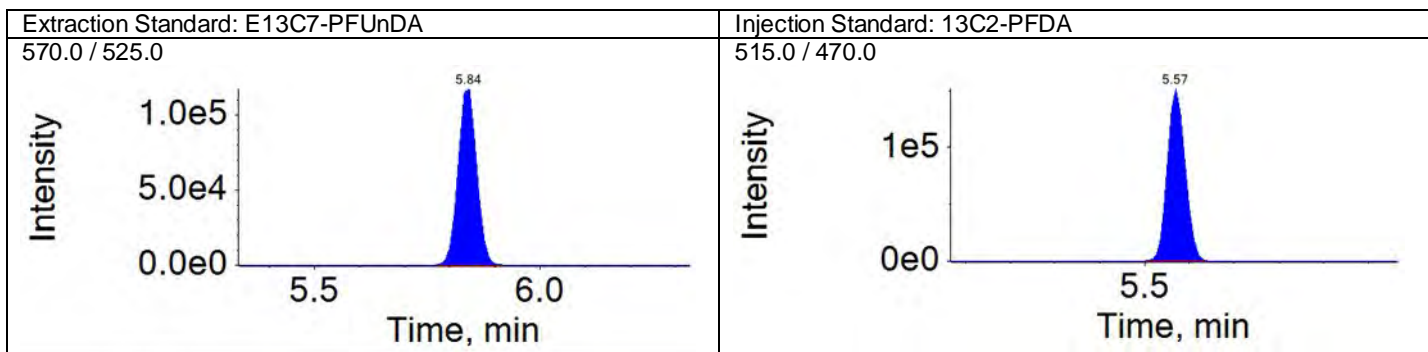 Extraction Standard: E13C7-PFUnDA
570.0 / 525.0
5.84
1.0e5
5.0e4
0.0e0
Intensity
5.5
6.0
Time, min
Injection Standard: 13C2-PFDA
515.0 / 470.0
5.57
1e5
0e0
Intensity
5.5
Time, min